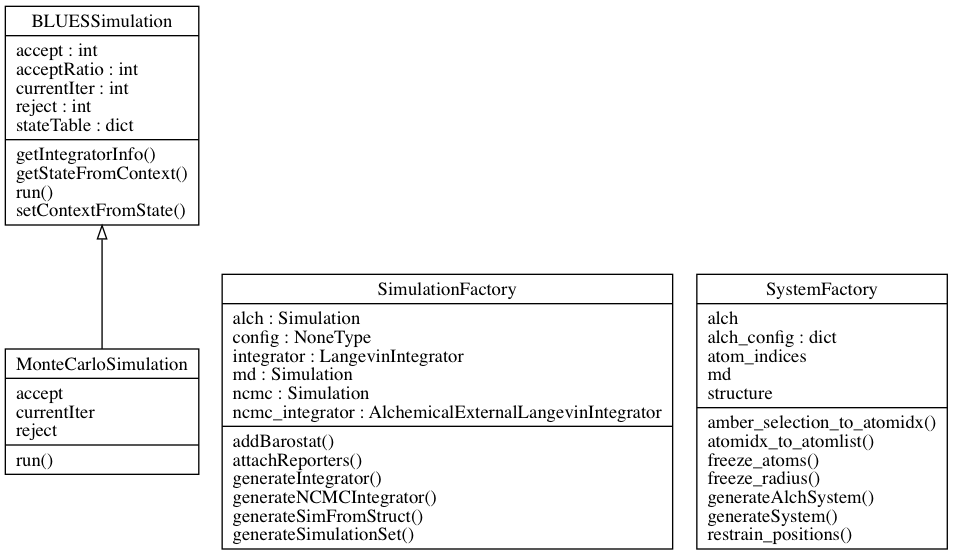 BLUESSimulation
accept : int
acceptRatio : int
currentIter : int
reject : int
stateTable : dict
getIntegratorInfo()
getStateFromContext()
run()
setContextFromState()
MonteCarloSimulation
accept
currentIter
reject
run()
SimulationFactory
alch : Simulation
config : NoneType
integrator : LangevinIntegrator
md : Simulation
ncmc : Simulation
ncmc_integrator : AlchemicalExternalLangevinIntegrator
addBarostat()
attachReporters()
generateIntegrator()
generateNCMCIntegrator()
generateSimFromStruct()
generateSimulationSet()
SystemFactory
alch
alch_config : dict
atom_indices
md
structure
amber_selection_to_atomidx()
atomidx_to_atomlist()
freeze_atoms()
freeze_radius()
generateAlchSystem()
generateSystem()
restrain_positions()